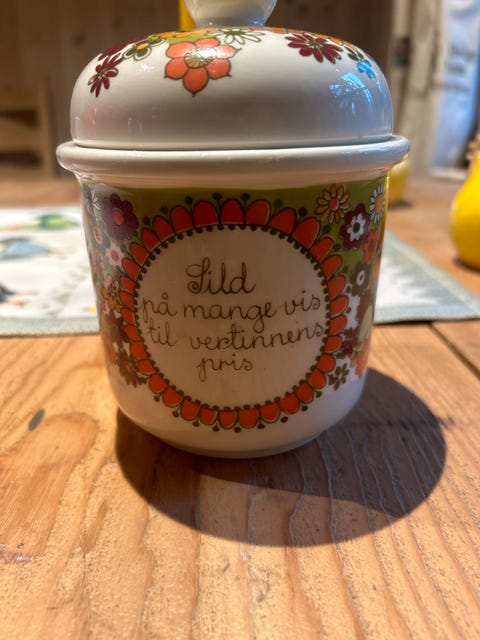 Sild
på mange vis
til vertinnens
pris